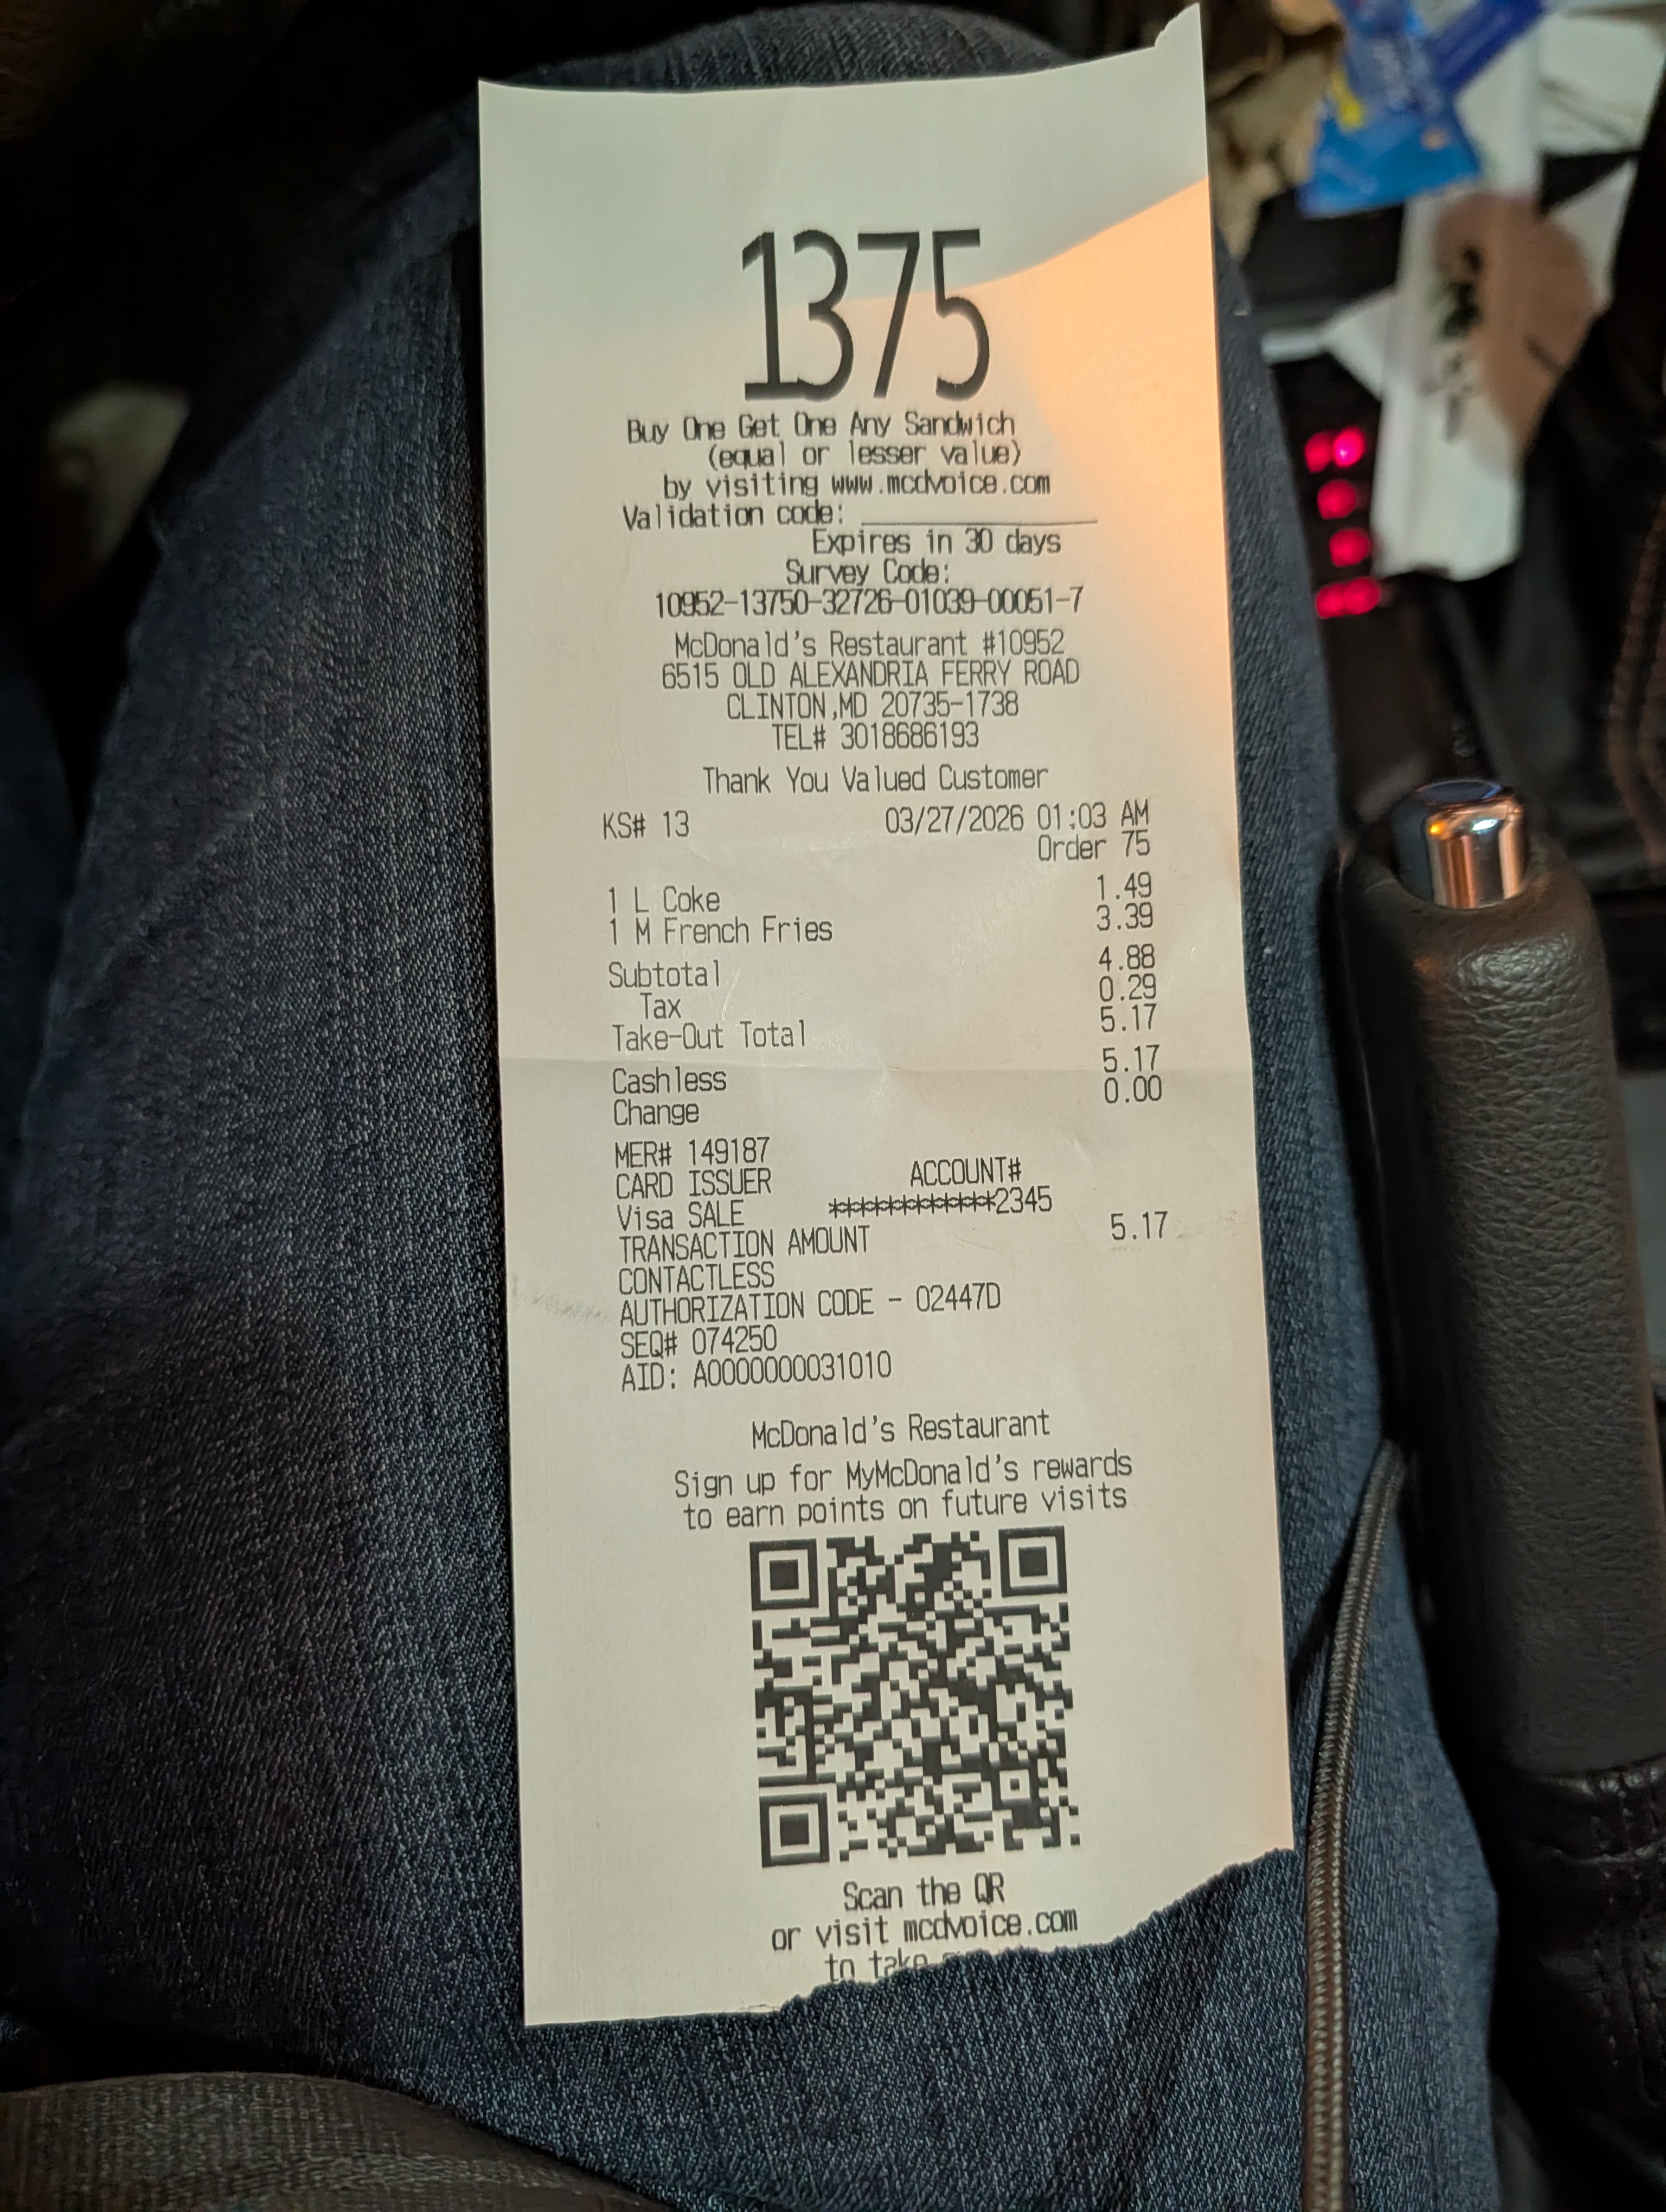 1375
Buy One Get One Any Sandwich
(equal or lesser value)
by visiting www.mcdvoice.com
Validation code: ____________
Expires in 30 days
Survey Code:
10952-13750-32726-01039-00051-7
McDonald's Restaurant #10952
6515 OLD ALEXANDRIA FERRY ROAD
CLINTON,MD 20735-1738
TEL# 3018686193
Thank You Valued Customer
KS# 13 03/27/2026 01:03 AM
Order 75
1 L Coke 1.49
1 M French Fries 3.39
Subtotal 4.88
Tax 0.29
Take-Out Total 5.17
Cashless 5.17
Change 0.00
MER# 149187
CARD ISSUER ACCOUNT#
Visa SALE ************2345
TRANSACTION AMOUNT 5.17
CONTACTLESS
AUTHORIZATION CODE - 02447D
SEQ# 074250
AID: A0000000031010
McDonald's Restaurant
Sign up for MyMcDonald's rewards
to earn points on future visits
Scan the QR
or visit mcdvoice.com
to take